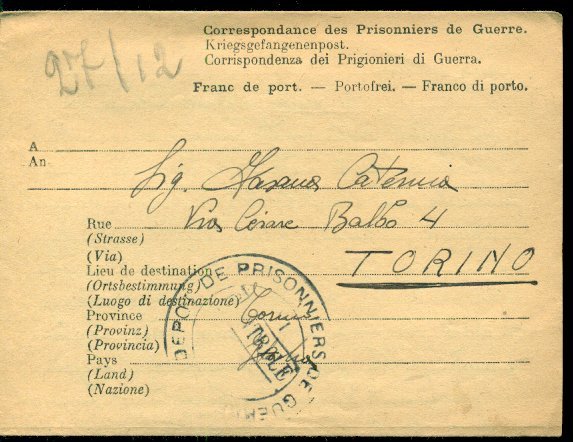 27/12
Correspondance des Prisonniers de Guerre.
Kriegsgefangenenpost.
Corrispondenza dei Prigionieri di Guerra.
Franc de port. — Portofrei. — Franco di porto.
A
An
Sig. Caterina
Rue Via Cesare Balbo 4
(Strasse)
(Via)
Lieu de destination TORINO
(Ortsbestimmung)
(Luogo di destinazione)
Province Torino
(Provinz)
(Provincia)
Pays
(Land)
(Nazione)
DEPOT DE PRISONNIERS DE GUERRE